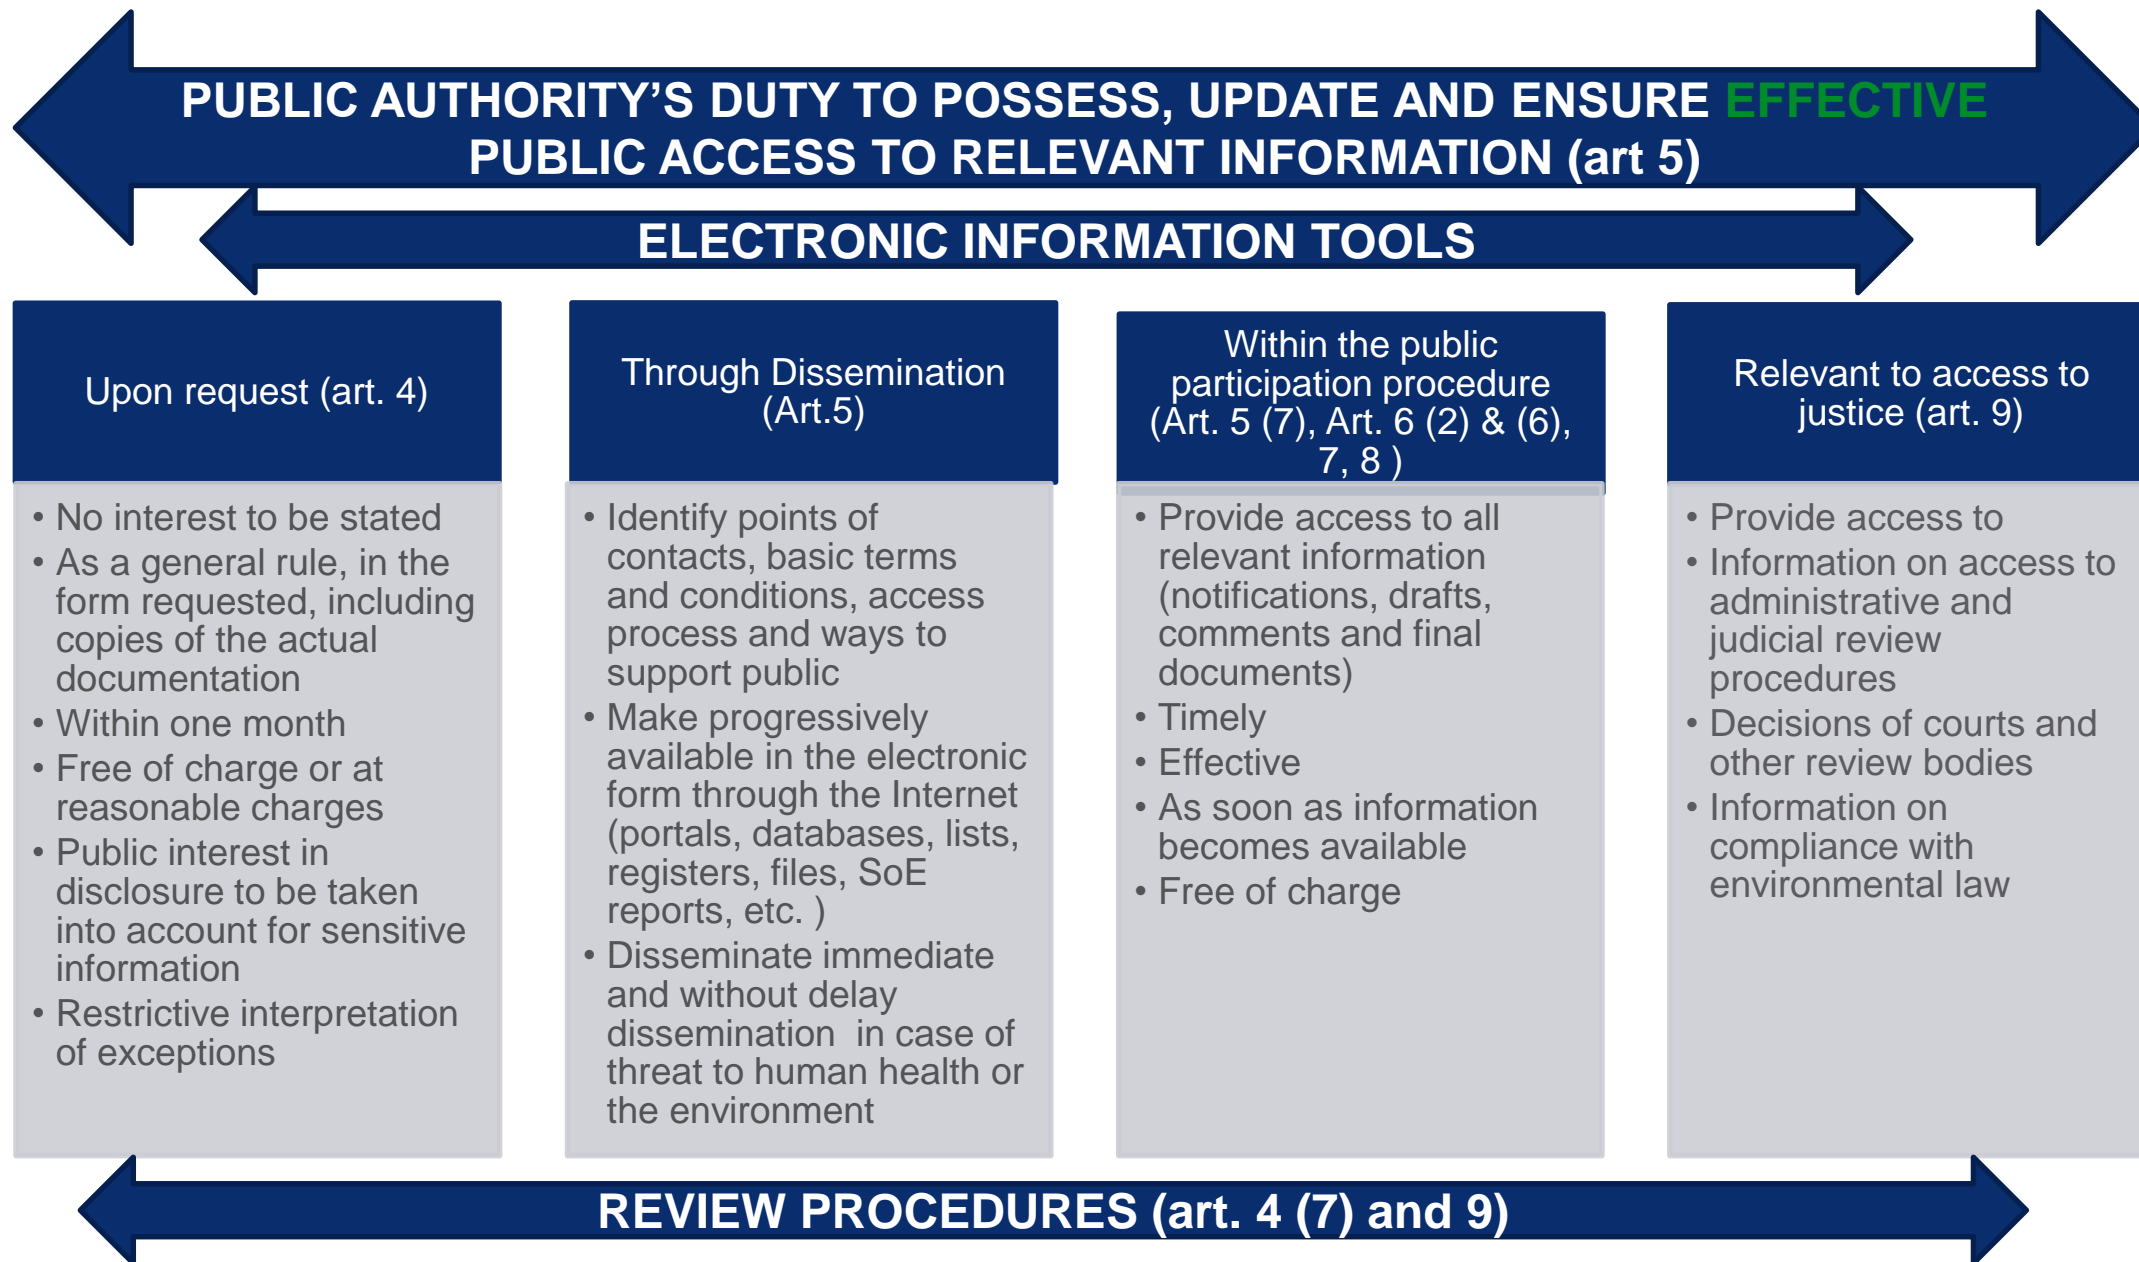 PUBLIC AUTHORITY’S DUTY TO POSSESS, UPDATE AND ENSURE EFFECTIVE
PUBLIC ACCESS TO RELEVANT INFORMATION (art 5)
ELECTRONIC INFORMATION TOOLS
Upon request (art. 4)
• No interest to be stated
• As a general rule, in the
form requested, including
copies of the actual
documentation
• Within one month
• Free of charge or at
reasonable charges
• Public interest in
disclosure to be taken
into account for sensitive
information
• Restrictive interpretation
of exceptions
Through Dissemination
(Art.5)
• Identify points of
contacts, basic terms
and conditions, access
process and ways to
support public
• Make progressively
available in the electronic
form through the Internet
(portals, databases, lists,
registers, files, SoE
reports, etc. )
• Disseminate immediate
and without delay
dissemination  in case of
threat to human health or
the environment
Within the public
participation procedure
(Art. 5 (7), Art. 6 (2) & (6),
7, 8 )
• Provide access to all
relevant information
(notifications, drafts,
comments and final
documents)
• Timely
• Effective
• As soon as information
becomes available
• Free of charge
Relevant to access to
justice (art. 9)
• Provide access to
• Information on access to
administrative and
judicial review
procedures
• Decisions of courts and
other review bodies
• Information on
compliance with
environmental law
REVIEW PROCEDURES (art. 4 (7) and 9)